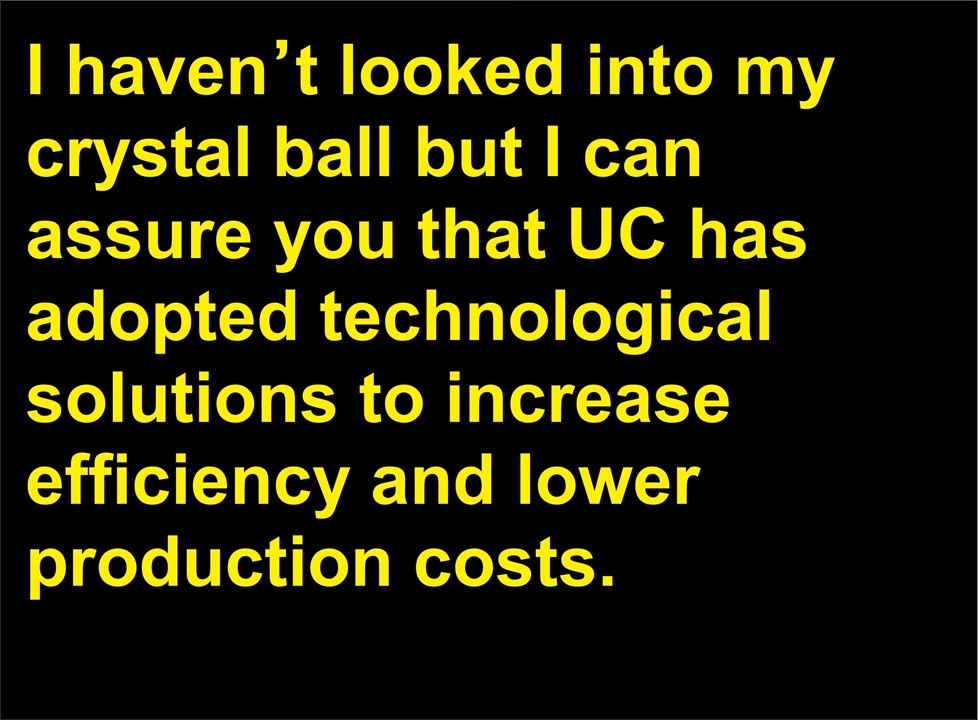 I haven’t looked into my
crystal ball but I can
assure you that UC has
adopted technological
solutions to increase
efficiency and lower
production costs.